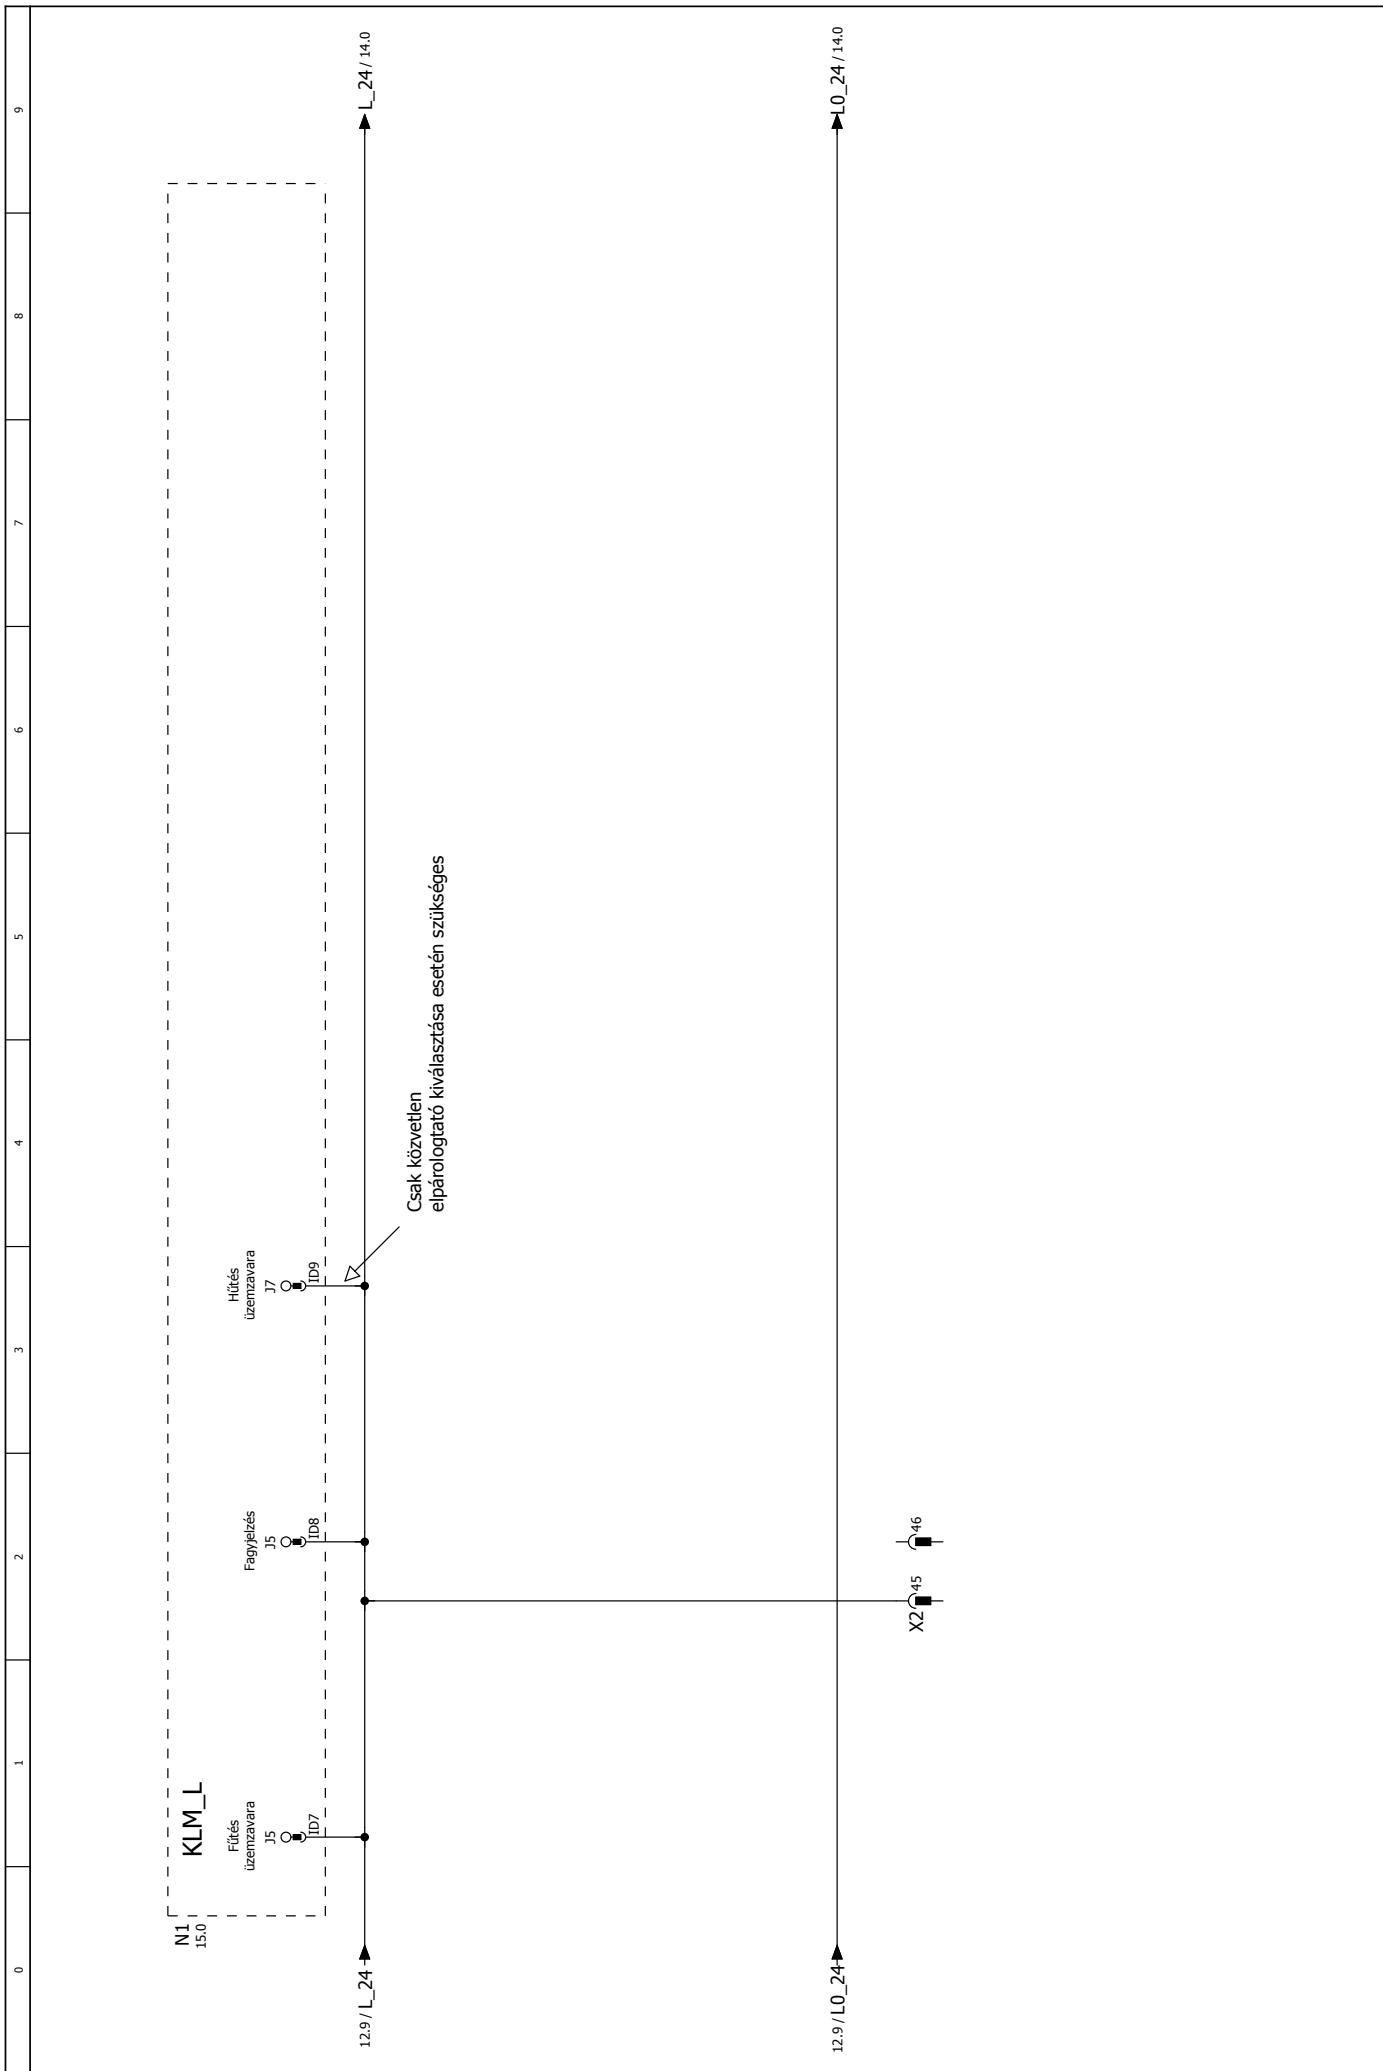 0 1 2 3 4 5 6 7 8 9
N1
15.0
KLM_L
Fűtés
üzemzavara
J5
ID7
Fagyjelzés
J5
ID8
Hűtés
üzemzavara
J7
ID9
12.9 / L_24
L_24 / 14.0
Csak közvetlen
elpárologtató kiválasztása esetén szükséges
12.9 / L0_24
L0_24 / 14.0
X2
45
46